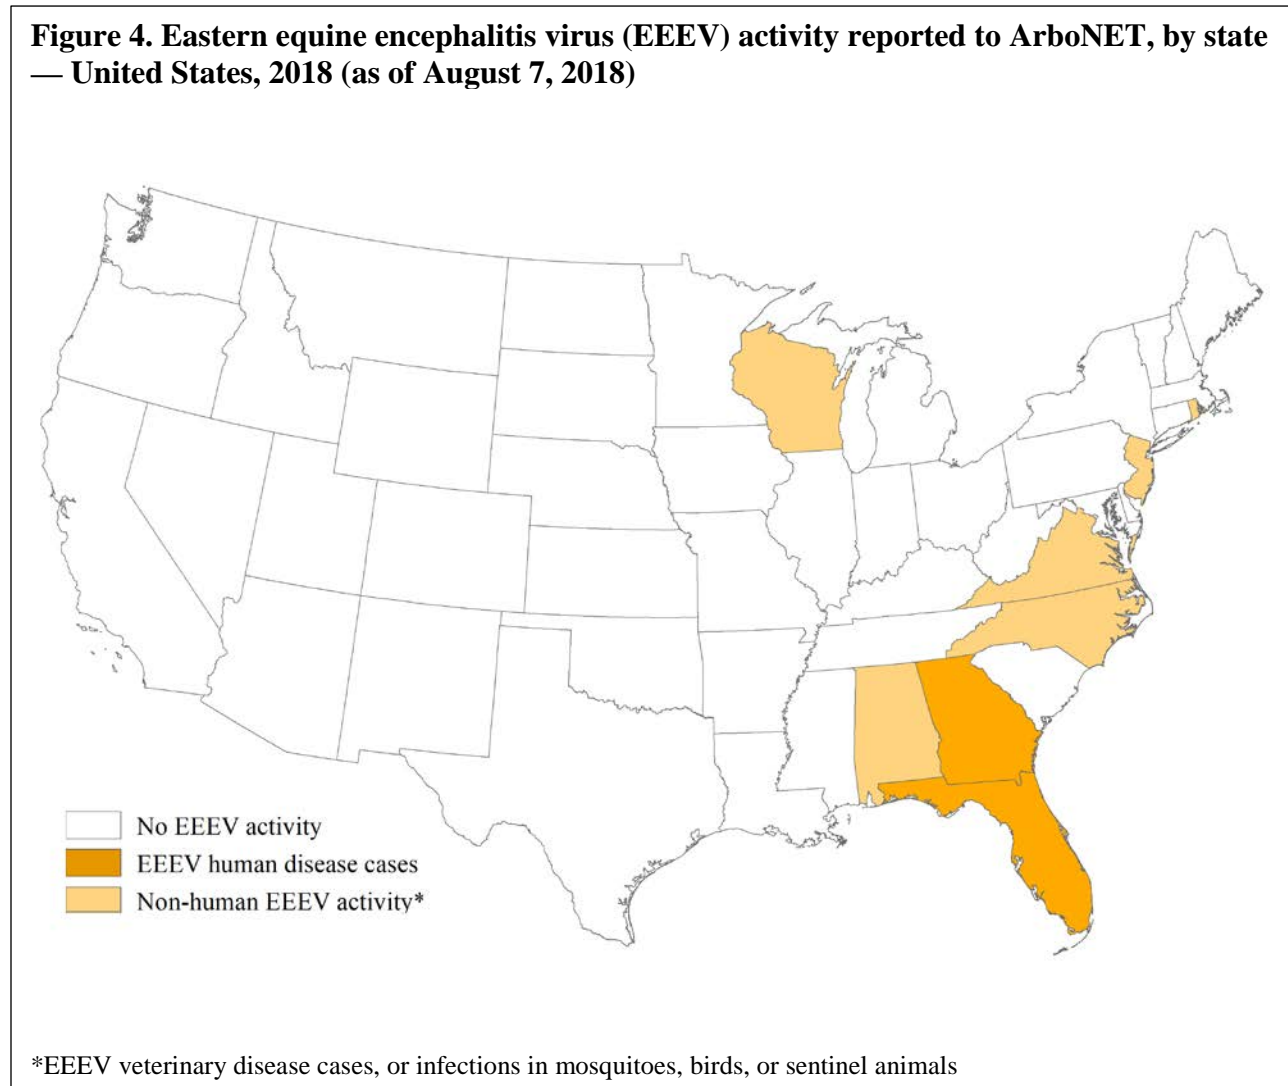 Figure 4. Eastern equine encephalitis virus (EEEV) activity reported to ArboNET, by state
— United States, 2018 (as of August 7, 2018)
No EEEV activity
EEEV human disease cases
Non-human EEEV activity*
*EEEV veterinary disease cases, or infections in mosquitoes, birds, or sentinel animals